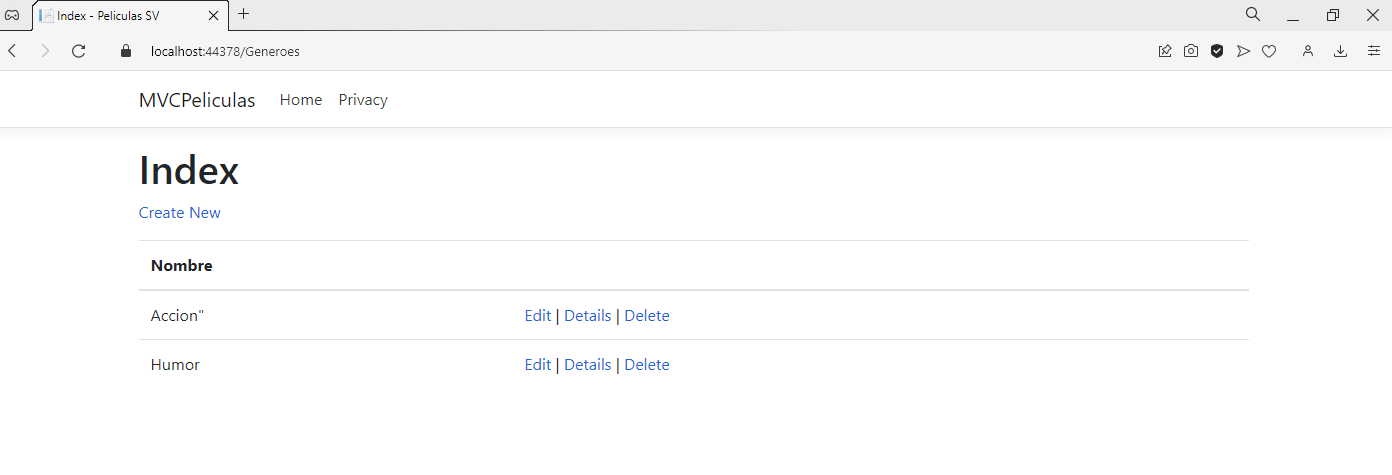 Index - Peliculas SV
localhost:44378/Generoes
MVCPeliculas Home Privacy
Index
Create New
Nombre
Accion" Edit | Details | Delete
Humor Edit | Details | Delete